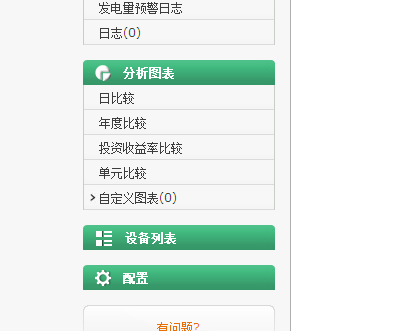 发电量预警日志
日志(0)
分析图表
日比较
年度比较
投资收益率比较
单元比较
自定义图表(0)
设备列表
配置
有问题?